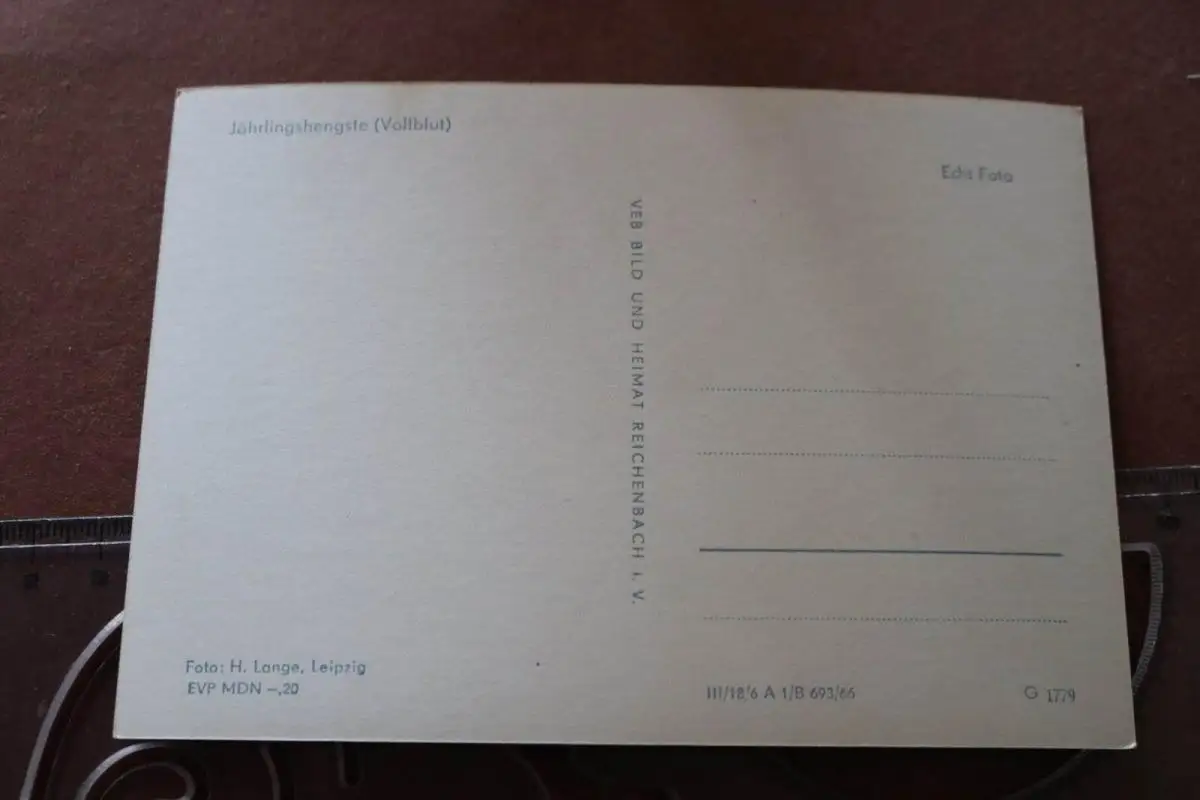 Jährlingshengste (Vollblut)
Echt Foto
VEB BILD UND HEIMAT REICHENBACH i. V.
Foto: H. Lange, Leipzig
EVP MDN –,20
III/18/6 A 1/B 693/66
G 1779